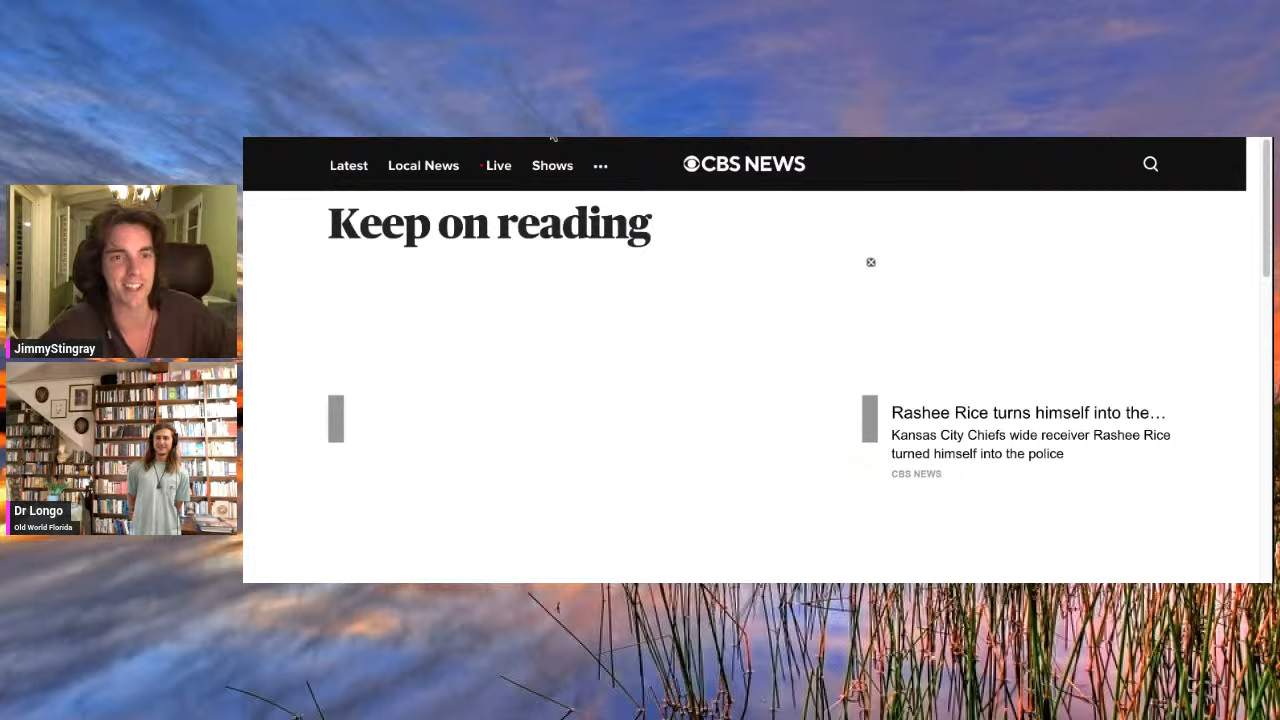 Latest Local News Live Shows ••• CBS NEWS
Keep on reading
JimmyStingray
Rashee Rice turns himself into the…
Kansas City Chiefs wide receiver Rashee Rice
turned himself into the police
CBS NEWS
Dr Longo
Old World Florida